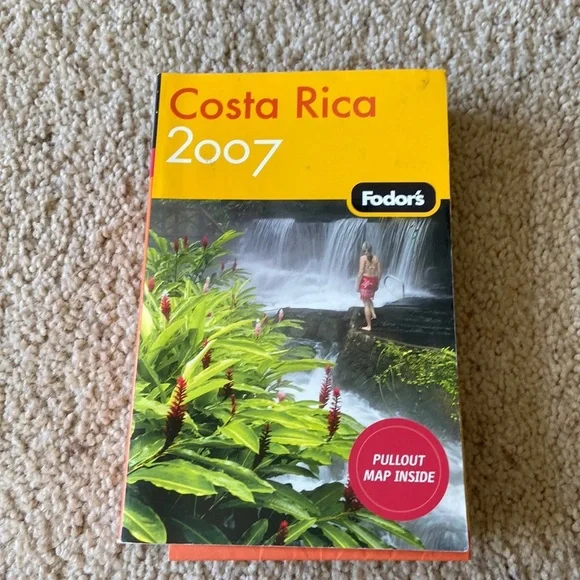 Costa Rica
2007
Fodor's
PULLOUT
MAP INSIDE